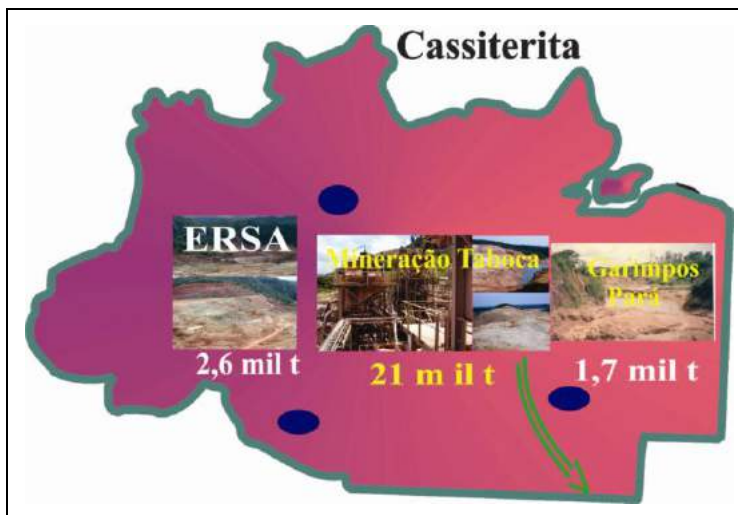 Cassiterita
ERSA
Mineração Taboca
Garimpos
Pará
2,6 mil t
21 m il t
1,7 mil t